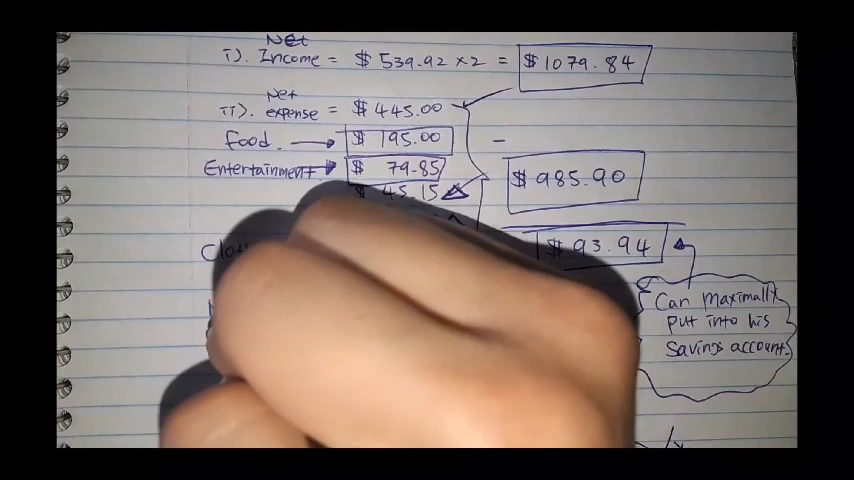 Net
i). Income = $ 539.92 x 2 = $ 1079.84
Net
ii). expense = $ 445.00
Food. → $ 195.00 -
Entertainment → $ 79.85 $ 985.90
$ 45.15
$ 93.94
Can maximally
put into his
Savings account.